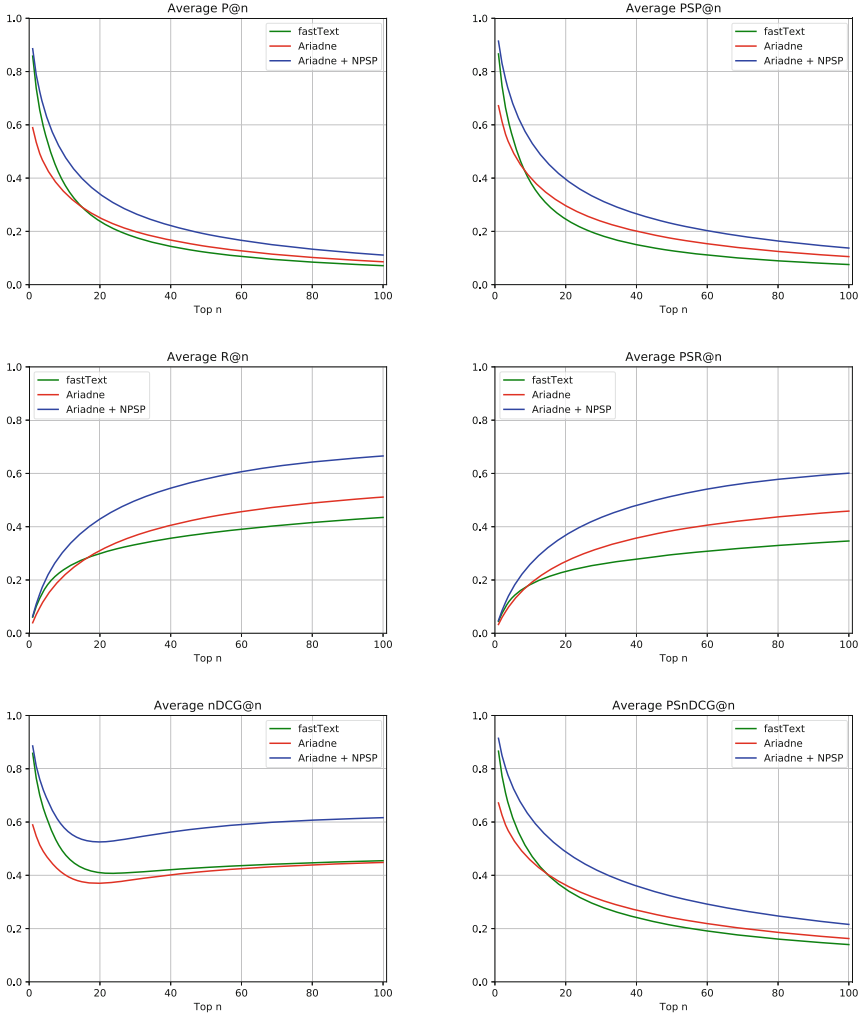 Average P@n
1.0
0.8
0.6
0.4
0.2
0.0
fastText
Ariadne
Ariadne + NPSP
0 20 40 60 80 100
Top n
Average PSP@n
1.0
0.8
0.6
0.4
0.2
0.0
fastText
Ariadne
Ariadne + NPSP
0 20 40 60 80 100
Top n
Average R@n
1.0
0.8
0.6
0.4
0.2
0.0
fastText
Ariadne
Ariadne + NPSP
0 20 40 60 80 100
Top n
Average PSR@n
1.0
0.8
0.6
0.4
0.2
0.0
fastText
Ariadne
Ariadne + NPSP
0 20 40 60 80 100
Top n
Average nDCG@n
1.0
0.8
0.6
0.4
0.2
0.0
fastText
Ariadne
Ariadne + NPSP
0 20 40 60 80 100
Top n
Average PSnDCG@n
1.0
0.8
0.6
0.4
0.2
0.0
fastText
Ariadne
Ariadne + NPSP
0 20 40 60 80 100
Top n